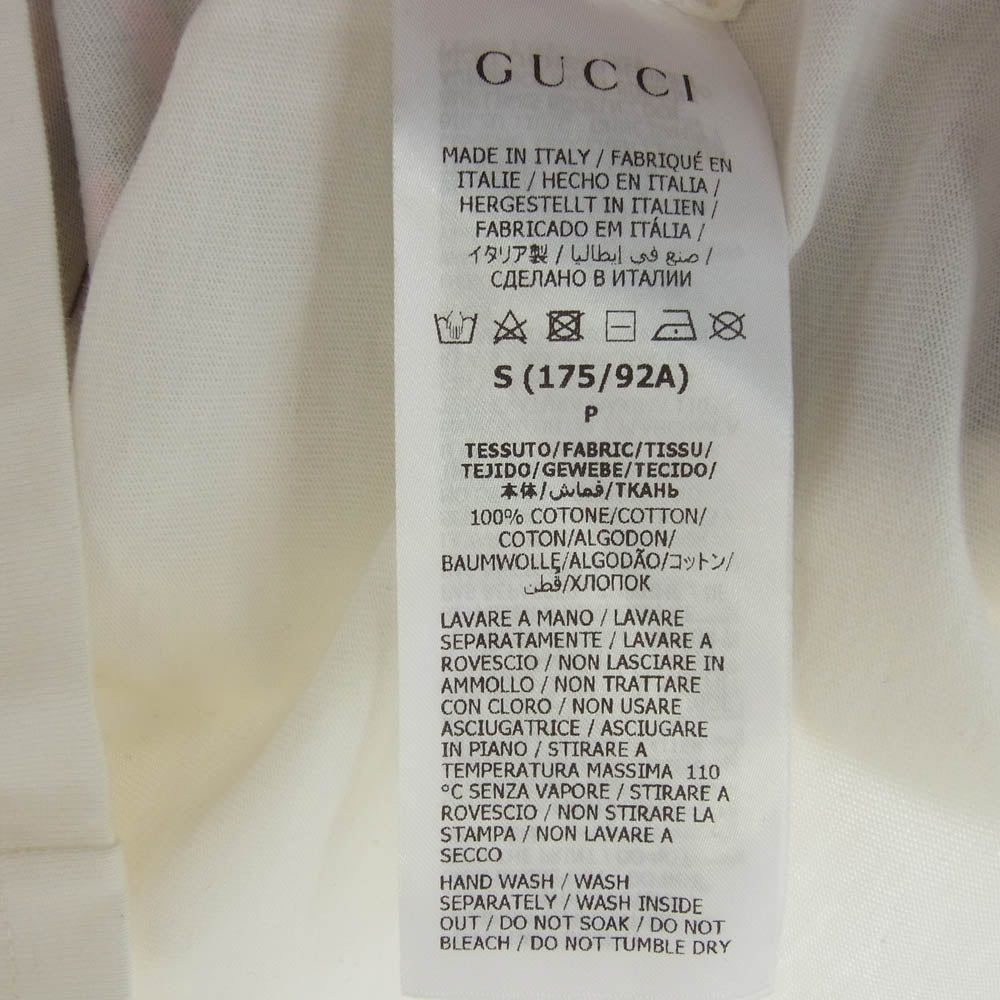 GUCCI
MADE IN ITALY / FABRIQUÉ EN
ITALIE / HECHO EN ITALIA /
HERGESTELLT IN ITALIEN /
FABRICADO EM ITÁLIA /
イタリア製 / صنع في إيطاليا /
СДЕЛАНО В ИТАЛИИ
S (175/92A)
P
TESSUTO/FABRIC/TISSU/
TEJIDO/GEWEBE/TECIDO/
本体/قماش/ТКАНЬ
100% COTONE/COTTON/
COTON/ALGODON/
BAUMWOLLE/ALGODÃO/コットン/
قُطن/ХЛОПОК
LAVARE A MANO / LAVARE
SEPARATAMENTE / LAVARE A
ROVESCIO / NON LASCIARE IN
AMMOLLO / NON TRATTARE
CON CLORO / NON USARE
ASCIUGATRICE / ASCIUGARE
IN PIANO / STIRARE A
TEMPERATURA MASSIMA 110
°C SENZA VAPORE / STIRARE A
ROVESCIO / NON STIRARE LA
STAMPA / NON LAVARE A
SECCO
HAND WASH / WASH
SEPARATELY / WASH INSIDE
OUT / DO NOT SOAK / DO NOT
BLEACH / DO NOT TUMBLE DRY